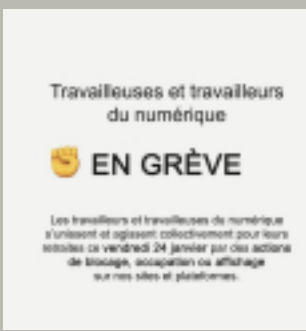 Travailleuses et travailleurs
du numérique
✊ EN GRÈVE
Les travailleurs et travailleuses du numérique
s'unissent et agissent collectivement pour leurs
retraites ce vendredi 24 janvier par des actions
de blocage, occupation ou affichage
sur nos sites et plateformes.